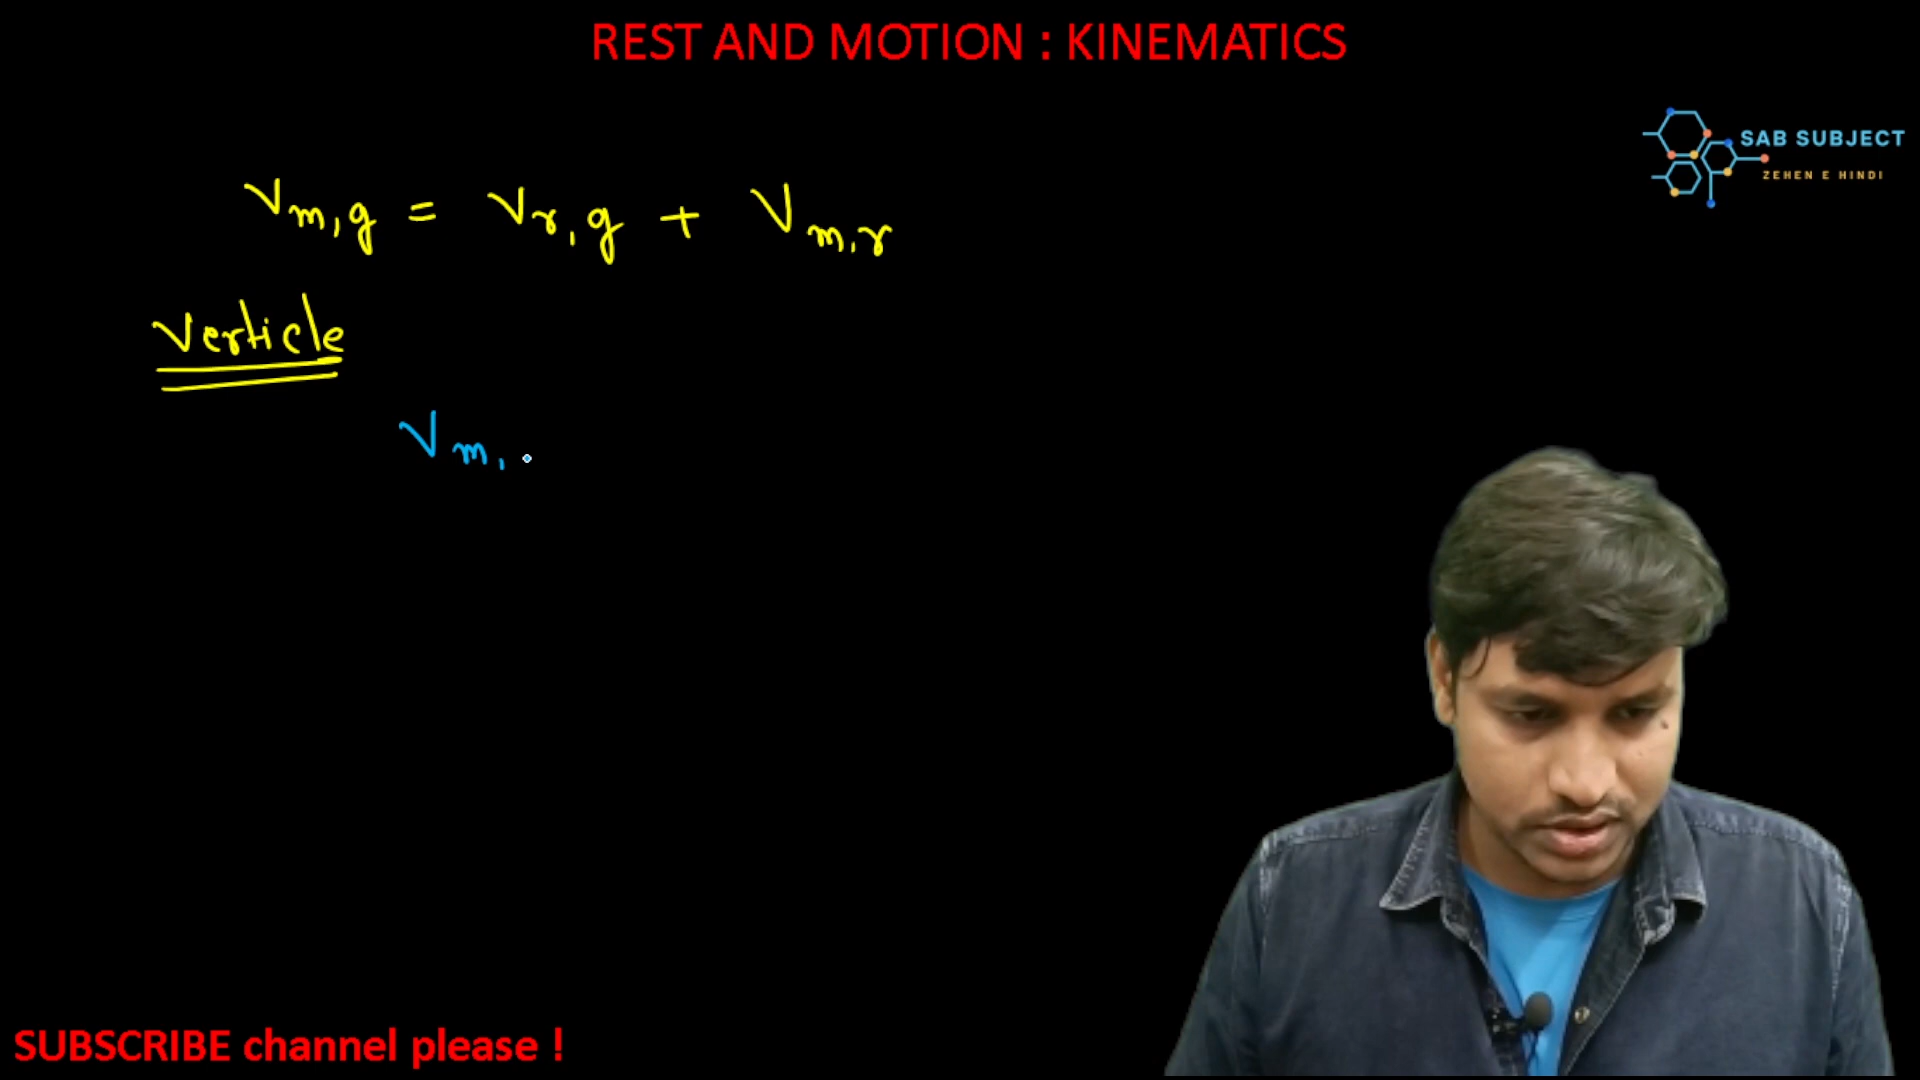 REST AND MOTION : KINEMATICS
SAB SUBJECT
ZEHEN E HINDI
Vm,g = Vr,g + Vm,r
Verticle
Vm,
SUBSCRIBE channel please !